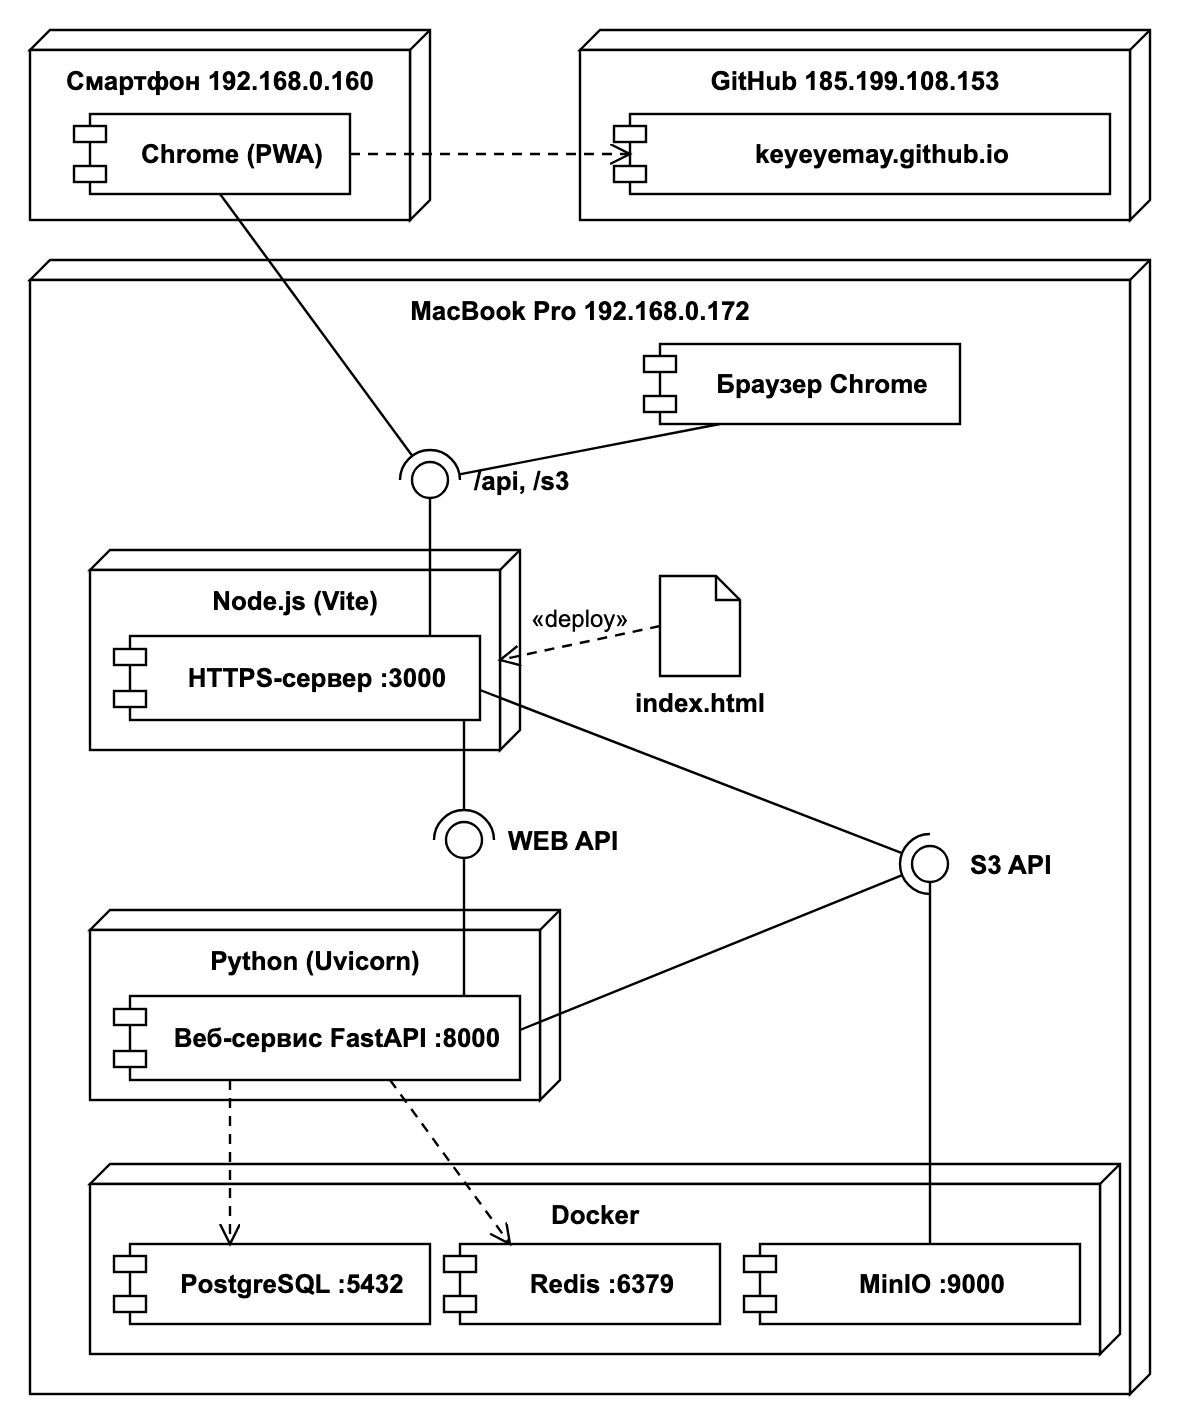 Смартфон 192.168.0.160
GitHub 185.199.108.153
Chrome (PWA)
keyeyemay.github.io
MacBook Pro 192.168.0.172
Браузер Chrome
/api, /s3
Node.js (Vite)
«deploy»
HTTPS-сервер :3000
index.html
WEB API
S3 API
Python (Uvicorn)
Веб-сервис FastAPI :8000
Docker
PostgreSQL :5432
Redis :6379
MinIO :9000